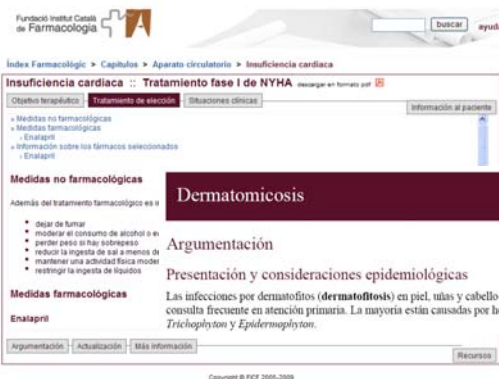 Fundació Institut Català
de Farmacologia
buscar
ayuda
Índex Farmacològic > Capítulos > Aparato circulatorio > Insuficiencia cardiaca
Insuficiencia cardiaca :: Tratamiento fase I de NYHA descargar en formato pdf
Objetivo terapéutico Tratamiento de elección Situaciones clínicas Información al paciente
» Medidas no farmacológicas
» Medidas farmacológicas
› Enalapril
» Información sobre los fármacos seleccionados
› Enalapril
Medidas no farmacológicas
Además del tratamiento farmacológico es
• dejar de fumar
• moderar el consumo de alcohol o
• perder peso si hay sobrepeso
• reducir la ingesta de sal a menos de
• mantener una actividad física
• restringir la ingesta de líquidos
Medidas farmacológicas
Enalapril
Dermatomicosis
Argumentación
Presentación y consideraciones epidemiológicas
Las infecciones por dermatofitos (dermatofitosis) en piel, uñas y cabello
consulta frecuente en atención primaria. La mayoría están causadas por
Trichophyton y Epidermophyton.
Argumentación Actualización Más información Recursos
Copyright © FICF 2005-2009